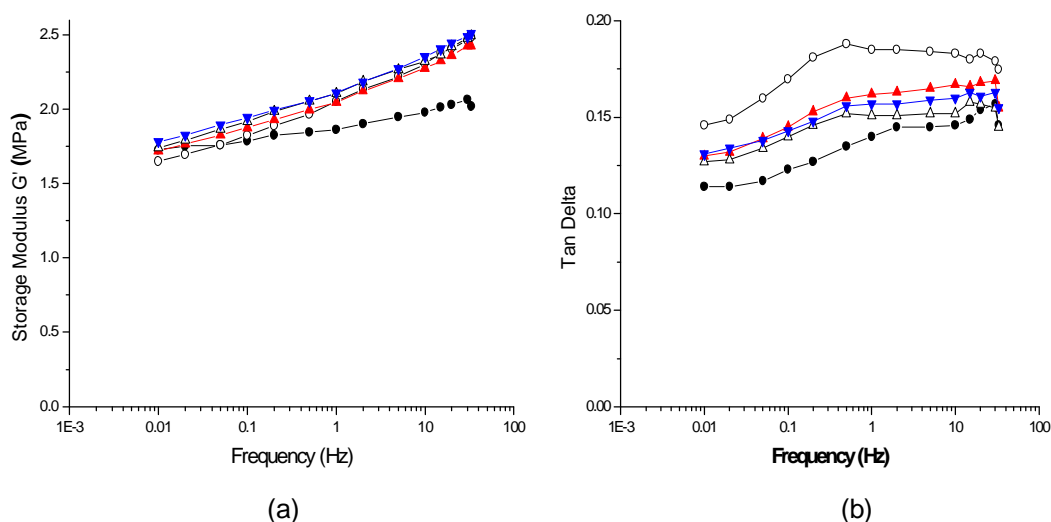 Storage Modulus G' (MPa)
2.5
2.0
1.5
1.0
0.5
0.0
1E-3
0.01
0.1
1
10
100
Frequency (Hz)
(a)
Tan Delta
0.20
0.15
0.10
0.05
0.00
1E-3
0.01
0.1
1
10
100
Frequency (Hz)
(b)